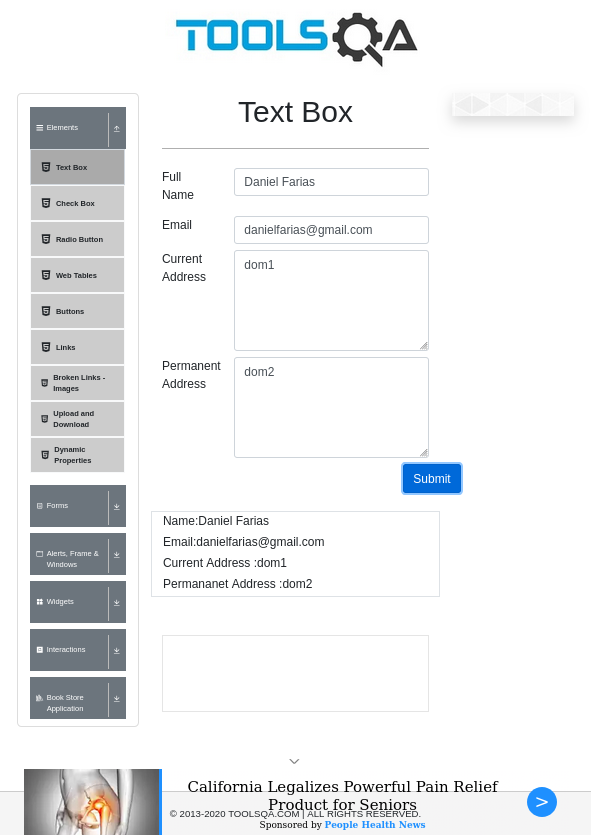 TOOLSQA
Elements
Text Box
Check Box
Radio Button
Web Tables
Buttons
Links
Broken Links -
Images
Upload and
Download
Dynamic
Properties
Forms
Alerts, Frame &
Windows
Widgets
Interactions
Book Store
Application
Text Box
Full
Name
Daniel Farias
Email
danielfarias@gmail.com
Current
Address
dom1
Permanent
Address
dom2
Submit
Name:Daniel Farias
Email:danielfarias@gmail.com
Current Address :dom1
Permananet Address :dom2
California Legalizes Powerful Pain Relief
Product for Seniors
© 2013-2020 TOOLSQA.COM | ALL RIGHTS RESERVED.
Sponsored by People Health News
>